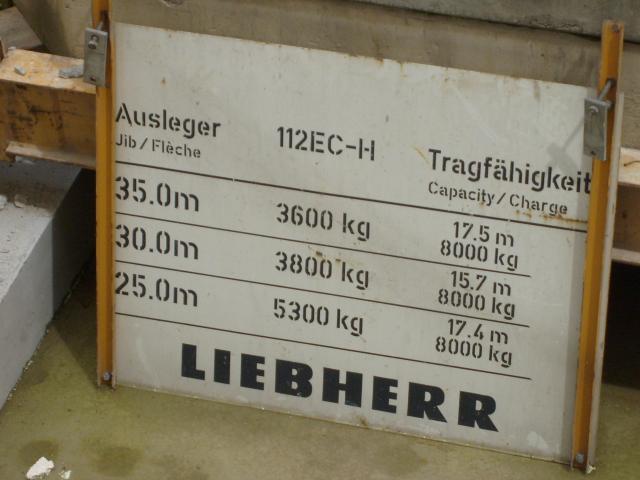 Ausleger 112EC-H Tragfähigkeit
Jib/Flèche Capacity/Charge
35.0m 3600 kg 17.5 m
8000 kg
30.0m 3800 kg 15.7 m
8000 kg
25.0m 5300 kg 17.4 m
8000 kg
LIEBHERR